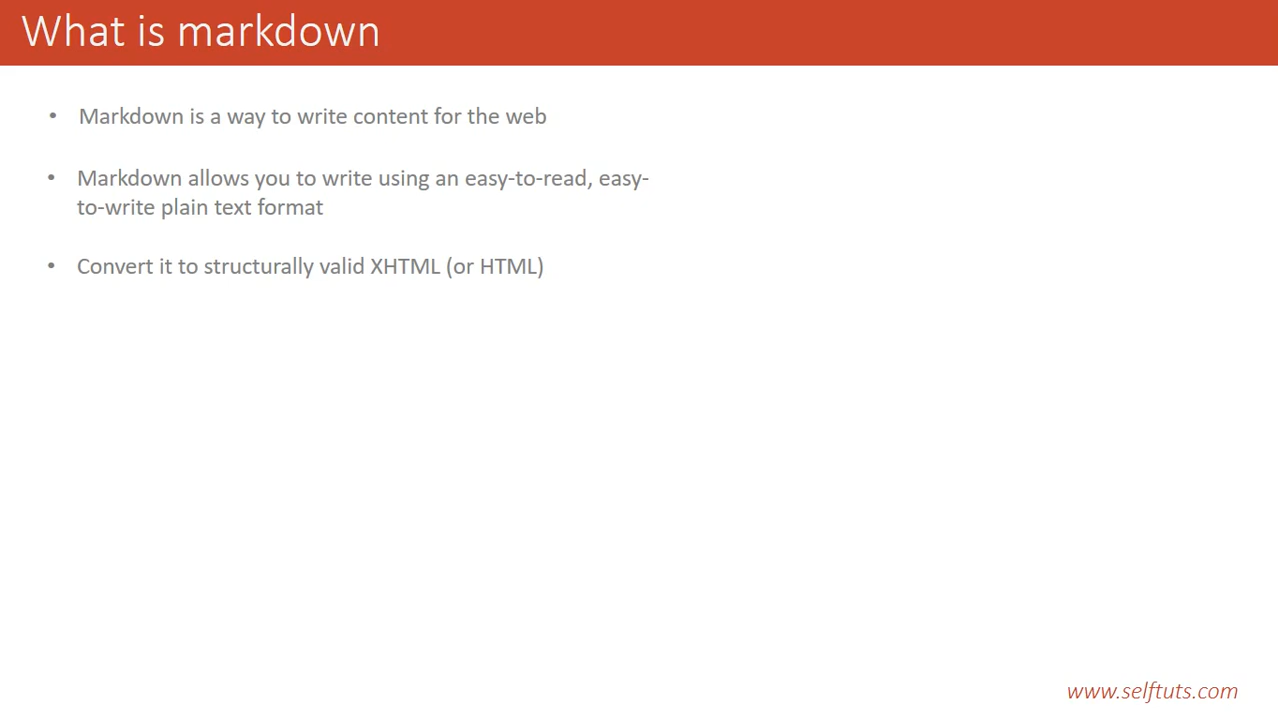 What is markdown
• Markdown is a way to write content for the web
• Markdown allows you to write using an easy-to-read, easy-
to-write plain text format
• Convert it to structurally valid XHTML (or HTML)
www.selftuts.com